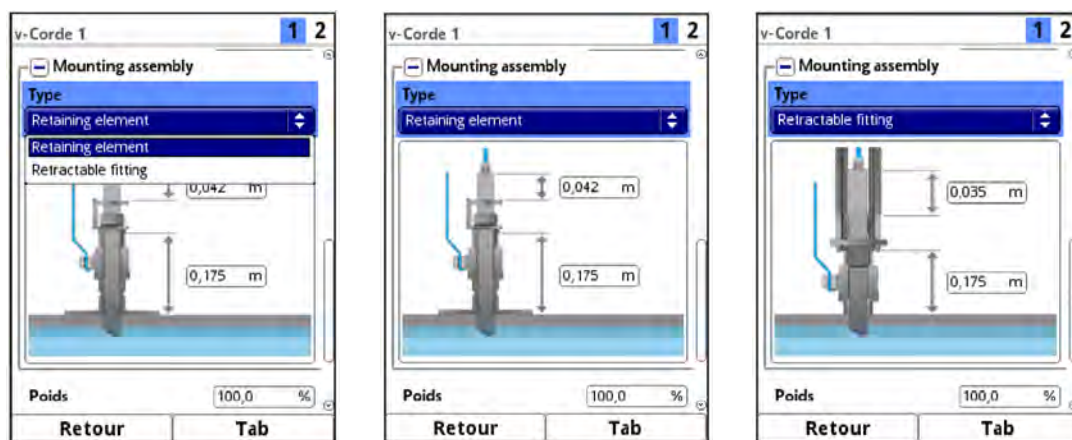 v-Corde 1
1 2
Mounting assembly
Type
Retaining element
Retaining element
Retractable fitting
0,042 m
0,175 m
Poids
100,0 %
Retour
Tab
v-Corde 1
1 2
Mounting assembly
Type
Retaining element
0,042 m
0,175 m
Poids
100,0 %
Retour
Tab
v-Corde 1
1 2
Mounting assembly
Type
Retractable fitting
0,035 m
0,175 m
Poids
100,0 %
Retour
Tab